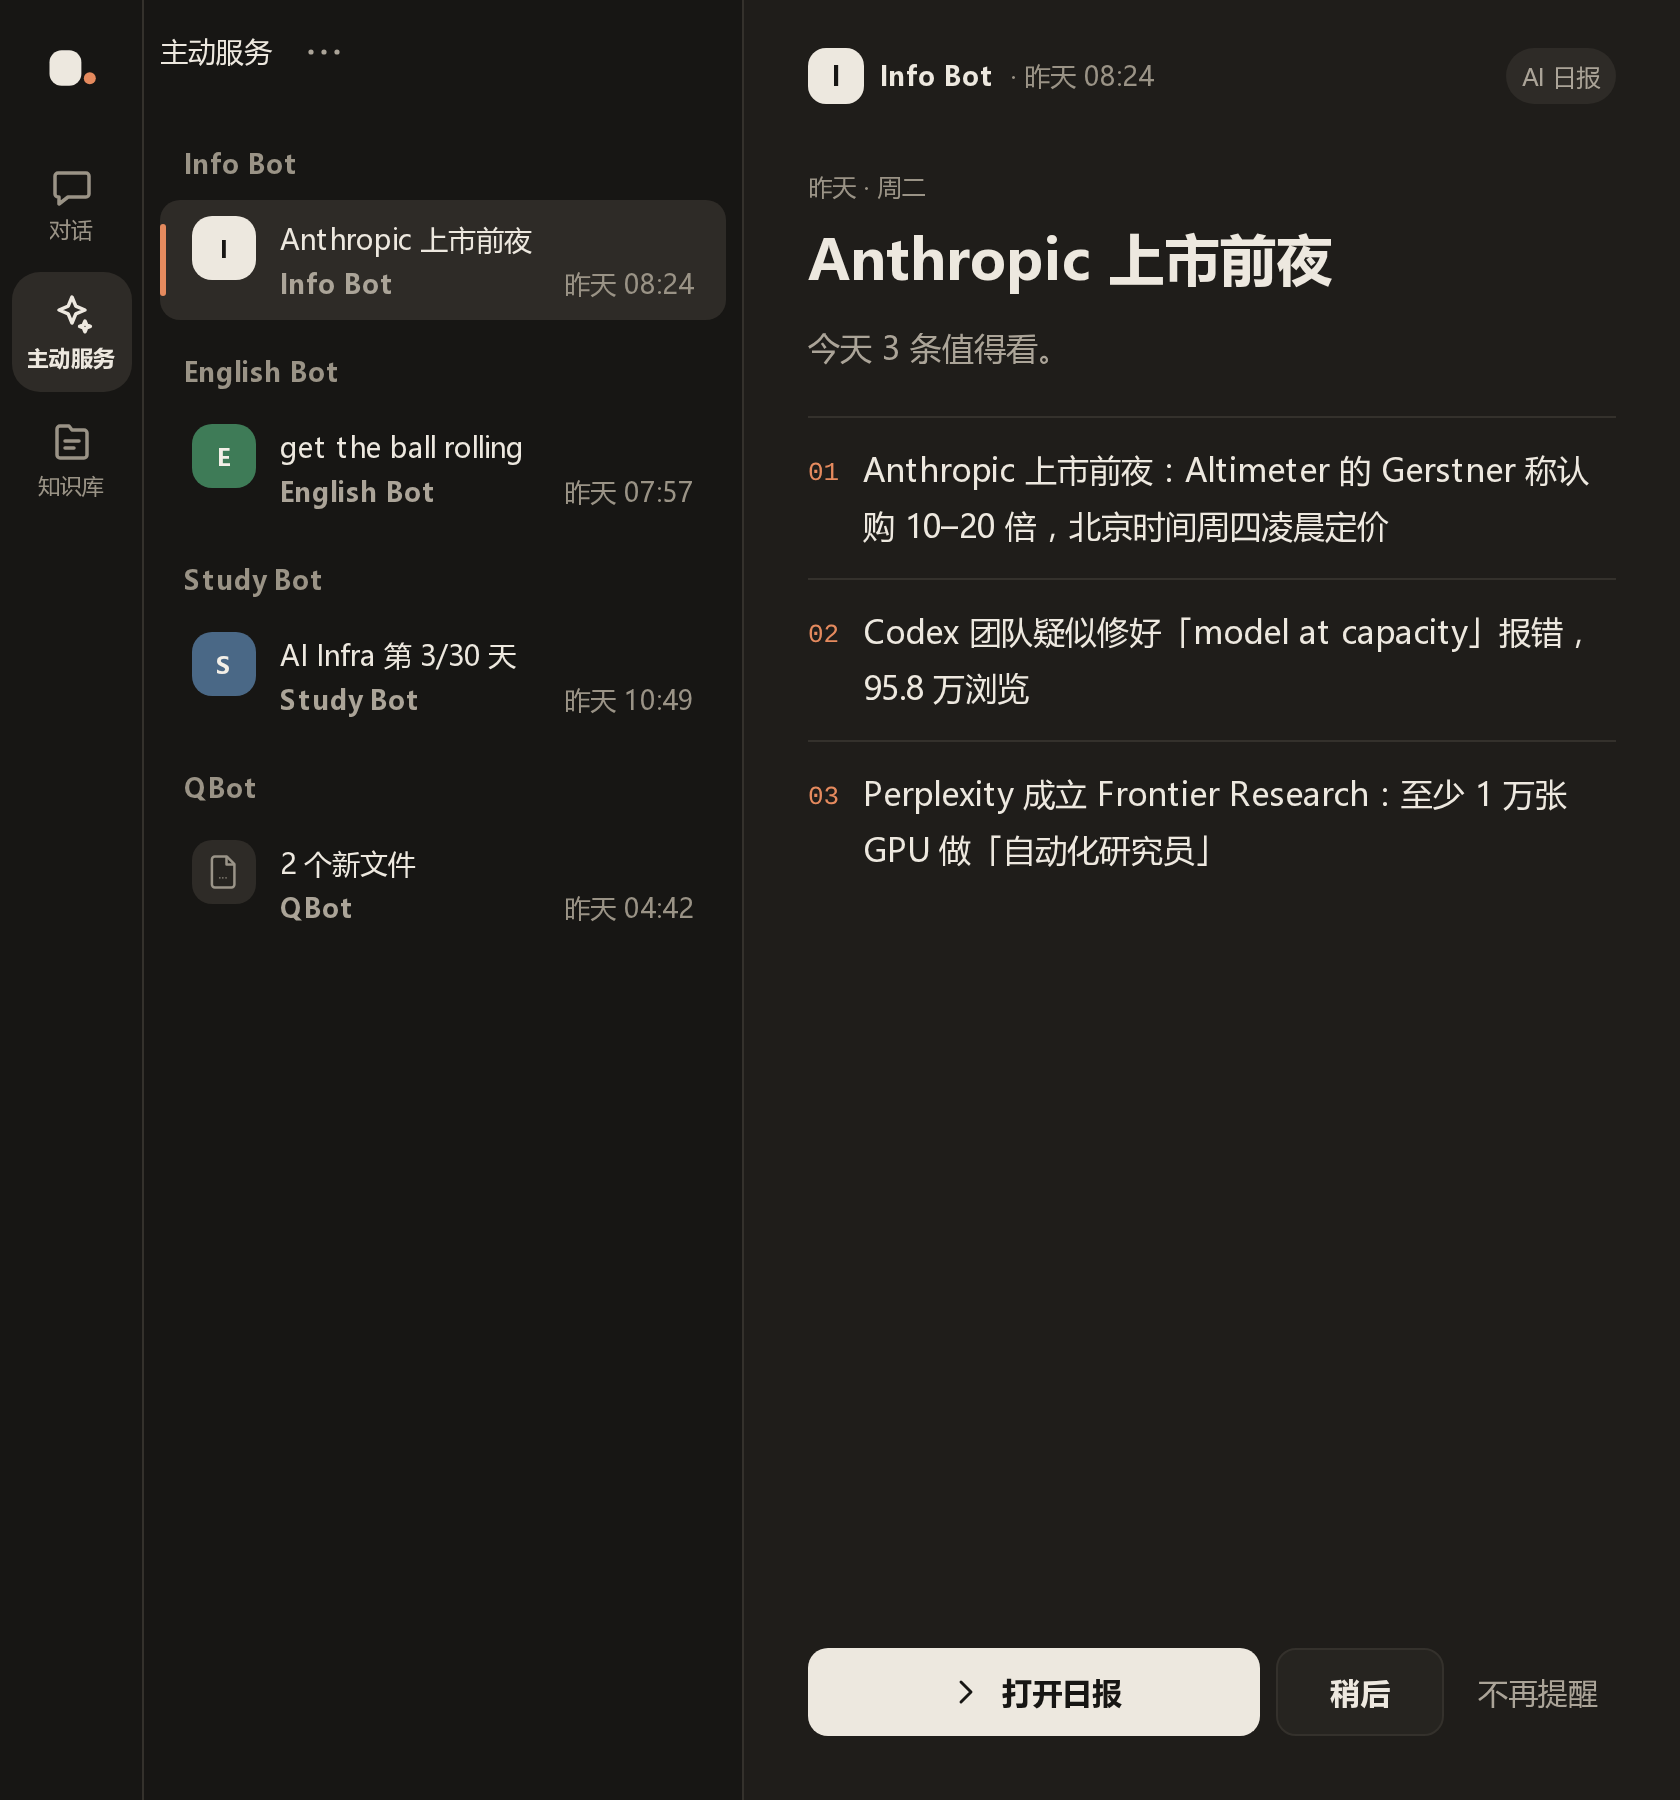 对话
主动服务
知识库
主动服务
Info Bot
I
Anthropic 上市前夜
Info Bot
昨天 08:24
English Bot
E
get the ball rolling
English Bot
昨天 07:57
Study Bot
S
AI Infra 第 3/30 天
Study Bot
昨天 10:49
QBot
2 个新文件
QBot
昨天 04:42
I
Info Bot · 昨天 08:24
AI 日报
昨天 · 周二
Anthropic 上市前夜
今天 3 条值得看。
01 Anthropic 上市前夜：Altimeter 的 Gerstner 称认
购 10–20 倍，北京时间周四凌晨定价
02 Codex 团队疑似修好「model at capacity」报错，
95.8 万浏览
03 Perplexity 成立 Frontier Research：至少 1 万张
GPU 做「自动化研究员」
打开日报
稍后
不再提醒